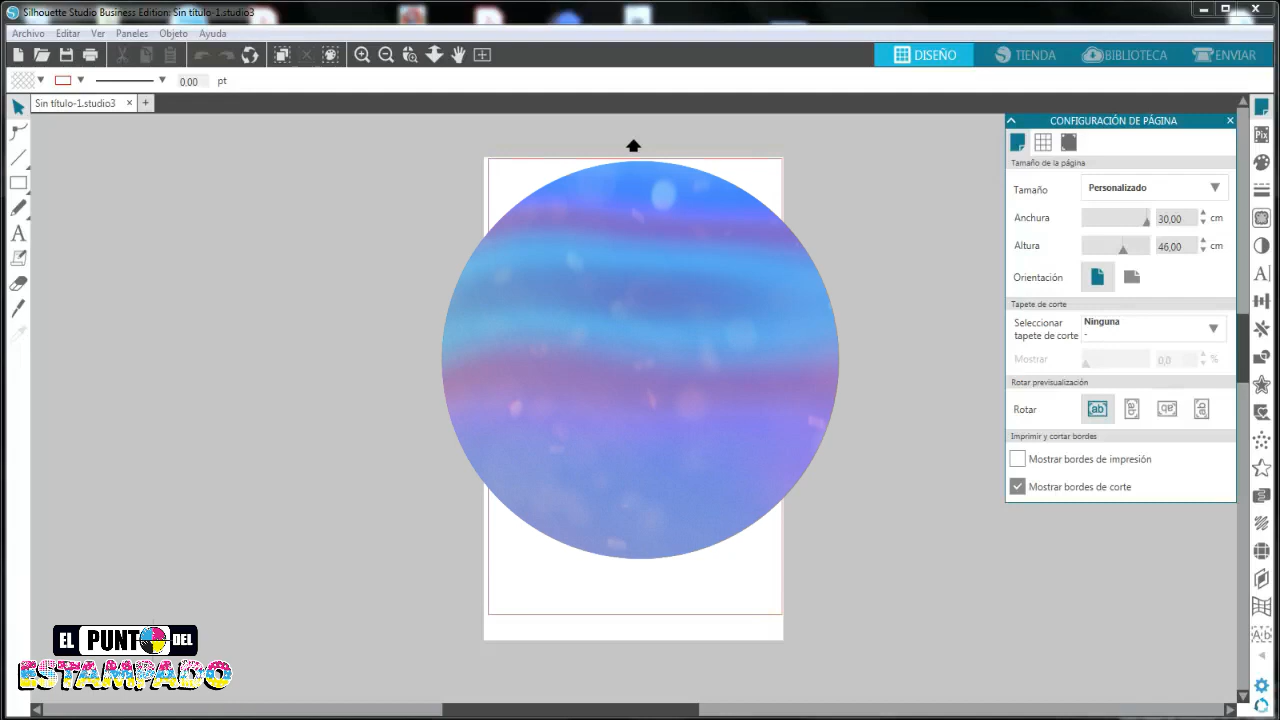 Silhouette Studio Business Edition: Sin título-1.studio3
Archivo Editar Ver Paneles Objeto Ayuda
DISEÑO TIENDA BIBLIOTECA ENVIAR
0.00 pt
Sin título-1.studio3
CONFIGURACIÓN DE PÁGINA
Tamaño de la página
Tamaño Personalizado
Anchura 30,00 cm
Altura 46,00 cm
Orientación
Tapete de corte
Seleccionar tapete de corte Ninguna
-
Mostrar 0,0 %
Rotar previsualización
Rotar
Imprimir y cortar bordes
Mostrar bordes de impresión
Mostrar bordes de corte
EL PUNTO DEL
ESTAMPADO